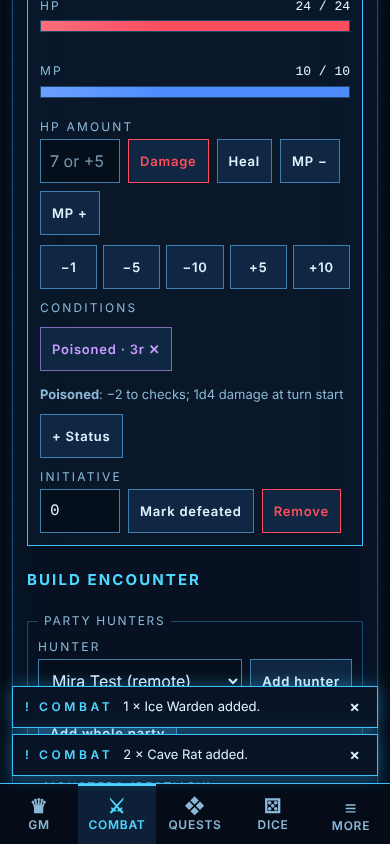 HP 24 / 24
MP 10 / 10
HP AMOUNT
7 or +5 Damage Heal MP −
MP +
−1 −5 −10 +5 +10
CONDITIONS
Poisoned · 3r ✕
Poisoned: −2 to checks; 1d4 damage at turn start
+ Status
INITIATIVE
0 Mark defeated Remove
BUILD ENCOUNTER
PARTY HUNTERS
HUNTER
Mira Test (remote) Add hunter
! COMBAT 1 × Ice Warden added. ×
Add whole party
! COMBAT 2 × Cave Rat added. ×
GM COMBAT QUESTS DICE MORE